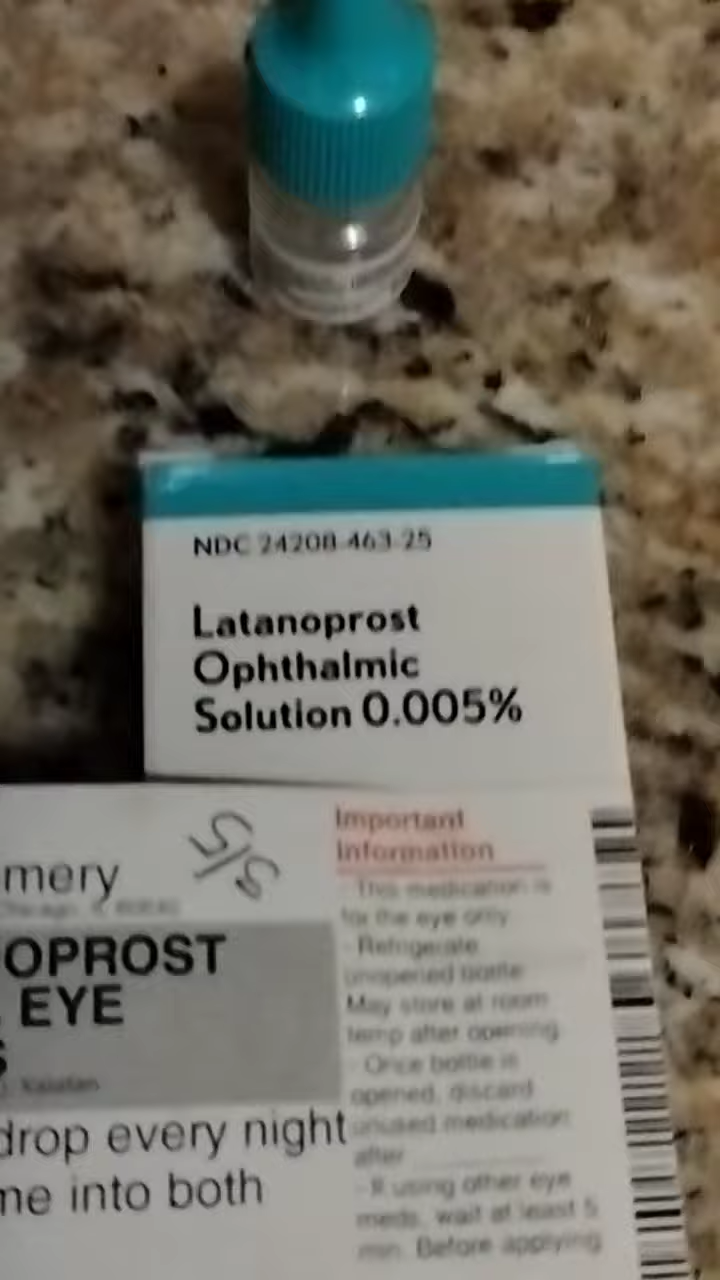 NDC 24208-463-25
Latanoprost
Ophthalmic
Solution 0.005%
8/5
mery
OPROST
EYE
S
Xalatan
drop every night
me into both
Important
Information
- This medication is
for the eye only
- Refrigerate
unopened bottle
May store at room
temp after opening.
- Once bottle is
opened, discard
unused medication
after
- If using other eye
meds, wait at least 5
min. Before applying